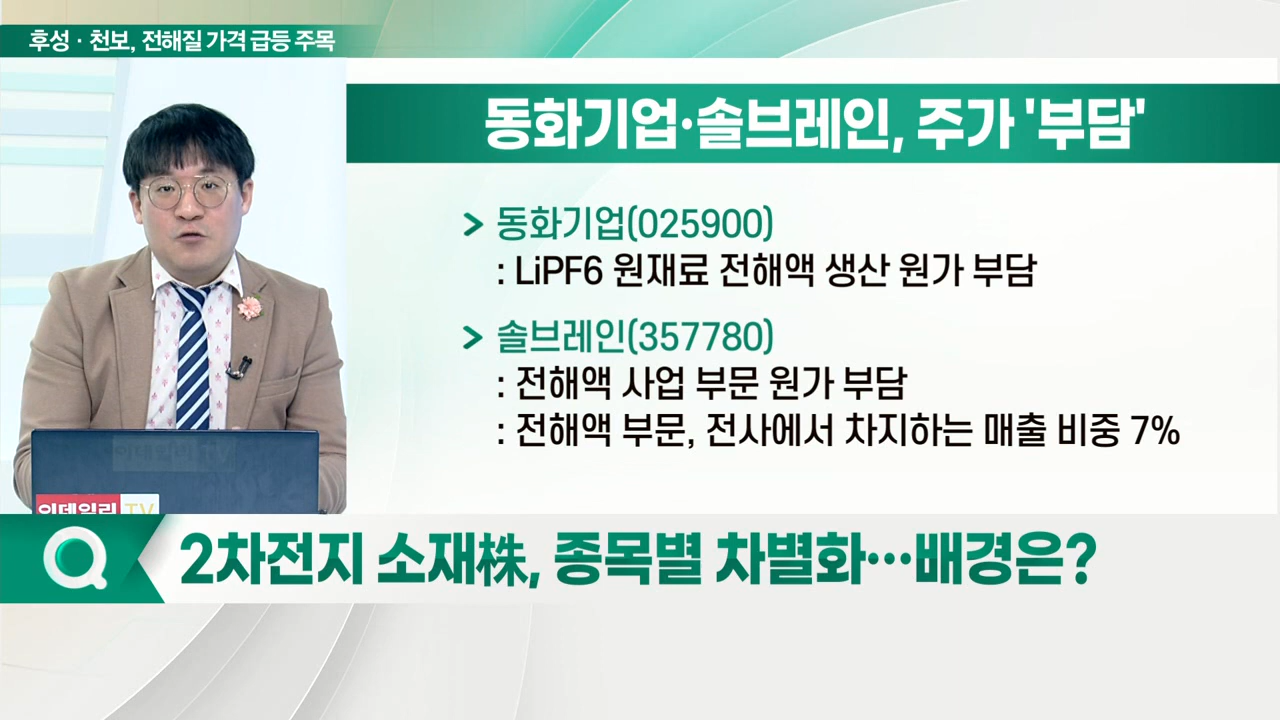 후성·천보, 전해질 가격 급등 주목
동화기업·솔브레인, 주가 '부담'
> 동화기업(025900)
: LiPF6 원재료 전해액 생산 원가 부담
> 솔브레인(357780)
: 전해액 사업 부문 원가 부담
: 전해액 부문, 전사에서 차지하는 매출 비중 7%
이데일리 TV
이데일리 TV
Q 2차전지 소재株, 종목별 차별화…배경은?